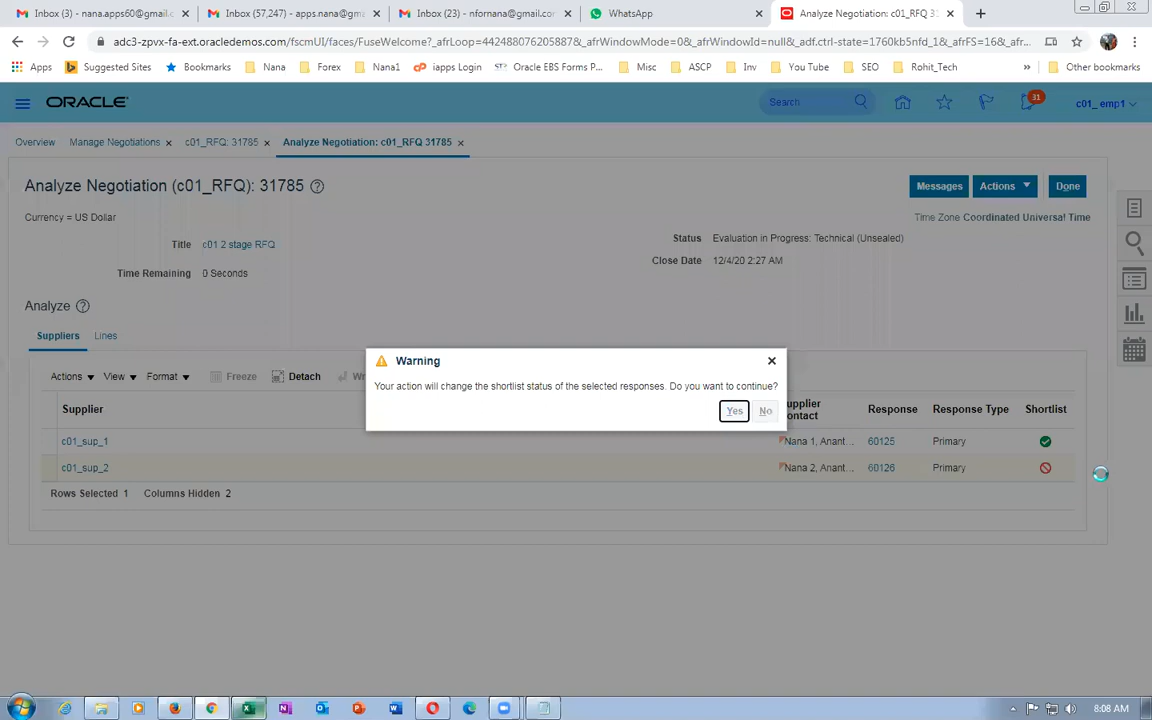 Inbox (3) - nana.apps60@gmail.c
Inbox (57,247) - apps.nana@gma
Inbox (23) - nfornana@gmail.com
WhatsApp
Analyze Negotiation: c01_RFQ 31
adc3-zpvx-fa-ext.oracledemos.com/fscmUI/faces/FuseWelcome?_afrLoop=442488076205887&_afrWindowMode=0&_afrWindowId=null&_adf.ctrl-state=1760kb5nfd_1&_afrFS=16&_afr...
Apps Suggested Sites Bookmarks Nana Forex Nana1 iapps Login Oracle EBS Forms P... Misc ASCP Inv You Tube SEO Rohit_Tech » Other bookmarks
ORACLE Search 31 c01_emp1
Overview Manage Negotiations c01_RFQ: 31785 Analyze Negotiation: c01_RFQ 31785
Analyze Negotiation (c01_RFQ): 31785
Messages Actions Done
Currency = US Dollar
Time Zone Coordinated Universal Time
Title c01 2 stage RFQ
Status Evaluation in Progress: Technical (Unsealed)
Time Remaining 0 Seconds
Close Date 12/4/20 2:27 AM
Analyze
Suppliers Lines
Warning
Your action will change the shortlist status of the selected responses. Do you want to continue?
Yes No
Actions View Format Freeze Detach Wr
Supplier upplier ontact Response Response Type Shortlist
c01_sup_1 Nana 1, Anant... 60125 Primary
c01_sup_2 Nana 2, Anant... 60126 Primary
Rows Selected 1 Columns Hidden 2
8:08 AM